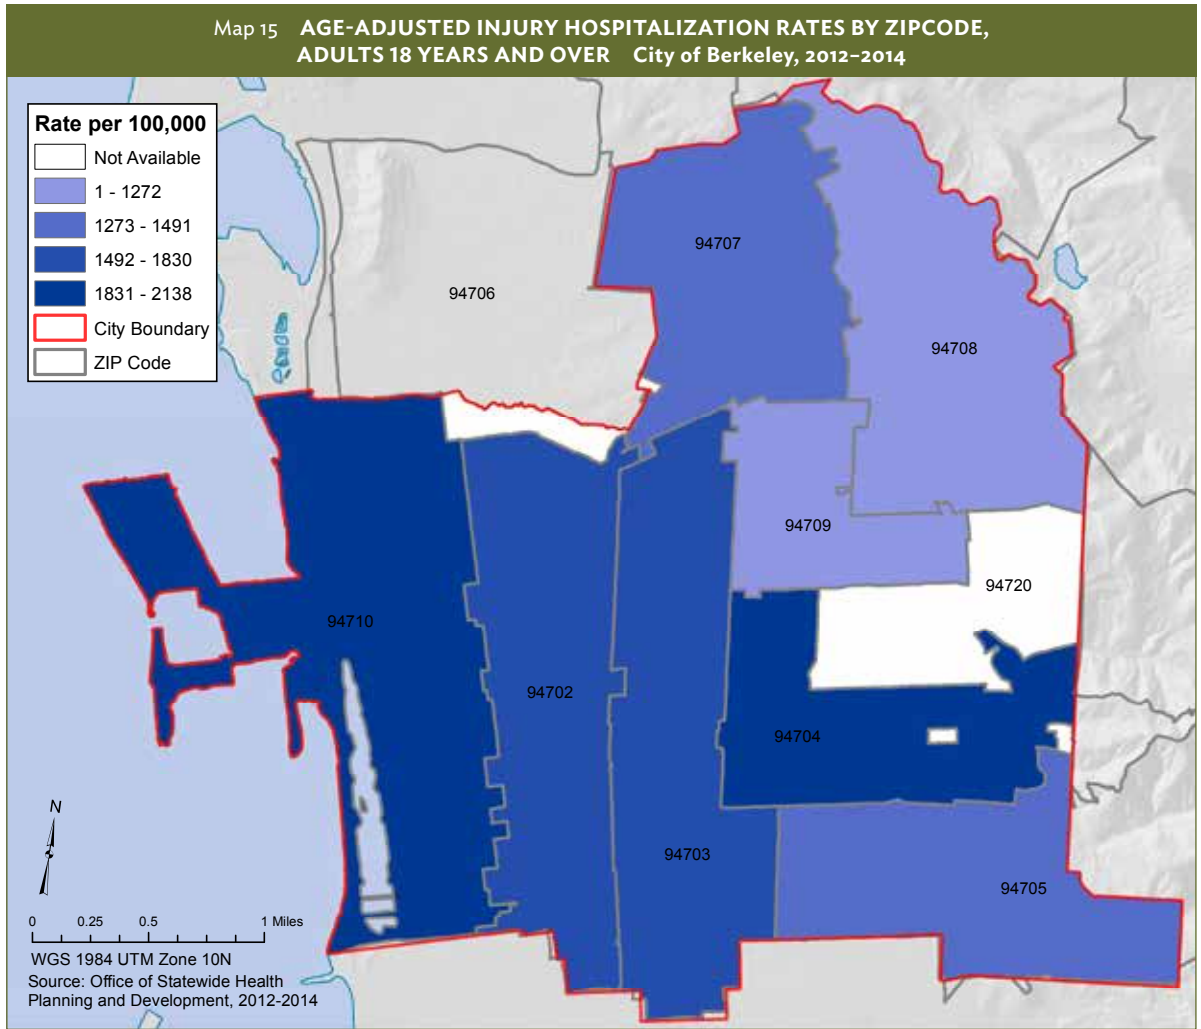 Map 15 AGE-ADJUSTED INJURY HOSPITALIZATION RATES BY ZIPCODE,
ADULTS 18 YEARS AND OVER City of Berkeley, 2012–2014
Rate per 100,000
Not Available
1 - 1272
1273 - 1491
1492 - 1830
1831 - 2138
City Boundary
ZIP Code
94707
94706
94708
94709
94720
94710
94702
94704
94703
94705
N
0 0.25 0.5 1 Miles
WGS 1984 UTM Zone 10N
Source: Office of Statewide Health
Planning and Development, 2012-2014